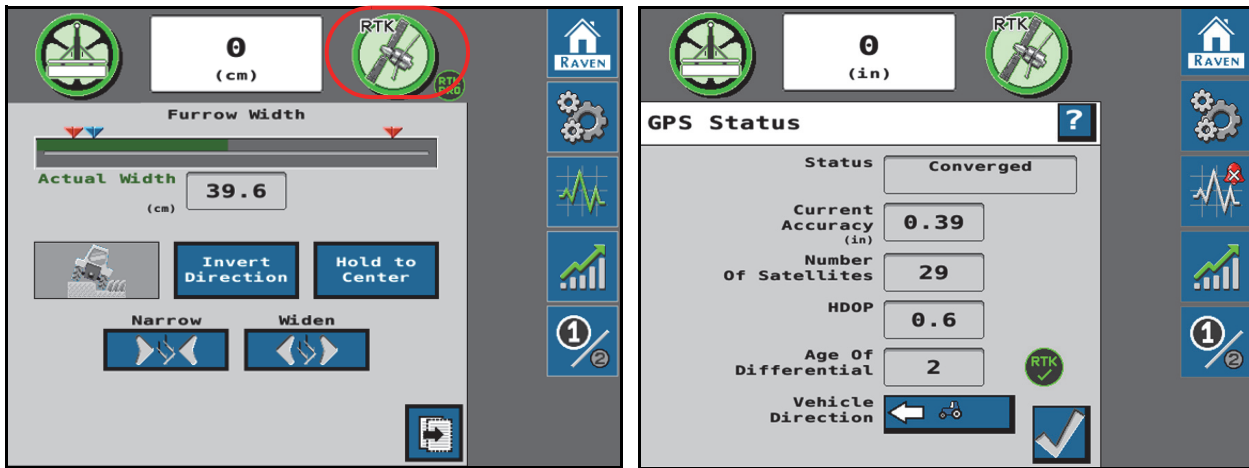 0
(cm)
RTK
RTK
PRO
RAVEN
Furrow Width
Actual Width
(cm)
39.6
Invert
Direction
Hold to
Center
Narrow
Widen
1/2
0
(in)
RTK
RAVEN
GPS Status
?
Status
Converged
Current
Accuracy
(in)
0.39
Number
Of Satellites
29
HDOP
0.6
Age Of
Differential
2
RTK
Vehicle
Direction
1/2